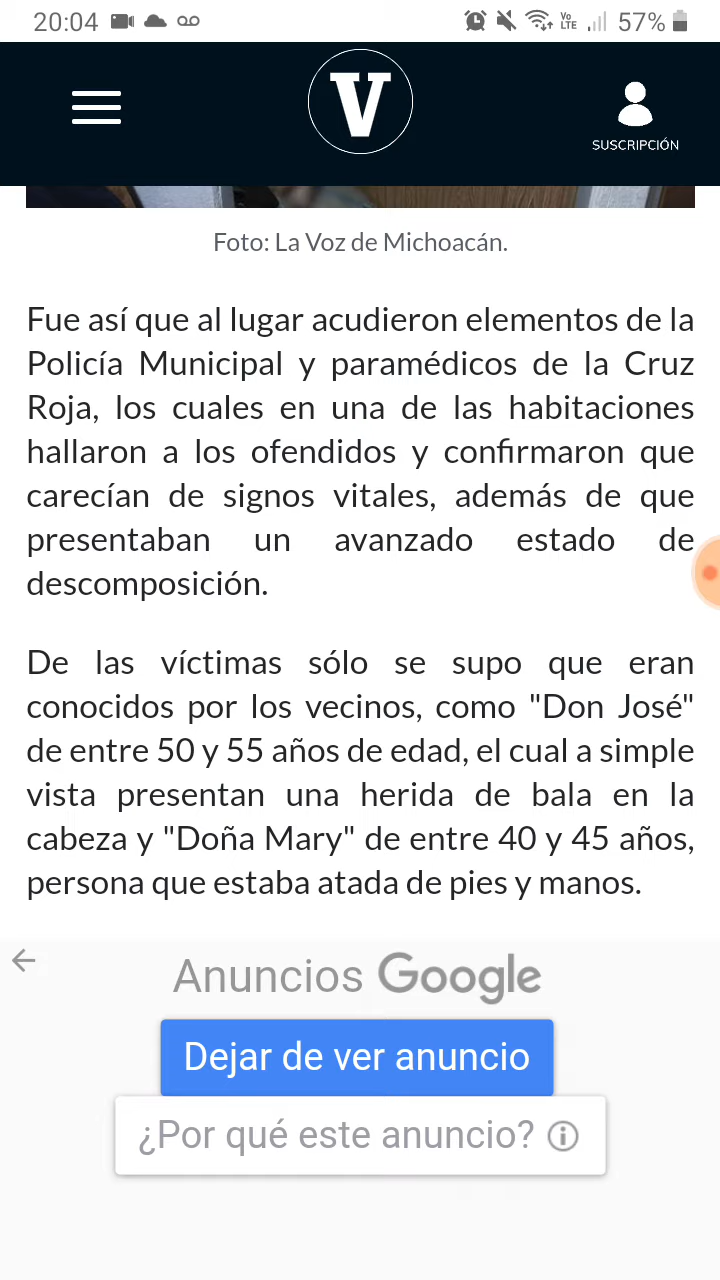 20:04 Vo LTE 57%
V
SUSCRIPCIÓN
Foto: La Voz de Michoacán.
Fue así que al lugar acudieron elementos de la
Policía Municipal y paramédicos de la Cruz
Roja, los cuales en una de las habitaciones
hallaron a los ofendidos y confirmaron que
carecían de signos vitales, además de que
presentaban un avanzado estado de
descomposición.
De las víctimas sólo se supo que eran
conocidos por los vecinos, como "Don José"
de entre 50 y 55 años de edad, el cual a simple
vista presentan una herida de bala en la
cabeza y "Doña Mary" de entre 40 y 45 años,
persona que estaba atada de pies y manos.
Anuncios Google
Dejar de ver anuncio
¿Por qué este anuncio?